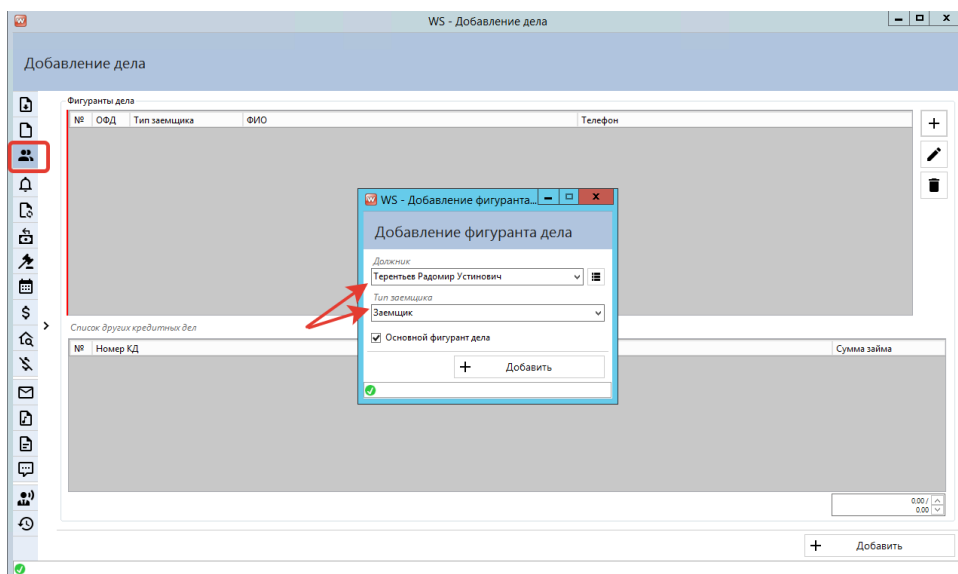 WS - Добавление дела
Добавление дела
Фигуранты дела
№ ОФД Тип заемщика ФИО Телефон
WS - Добавление фигуранта...
Добавление фигуранта дела
Должник
Терентьев Радомир Устинович
Тип заемщика
Заемщик
Основной фигурант дела
Добавить
Список других кредитных дел
№ Номер КД Сумма займа
0.00 /
0.00
Добавить